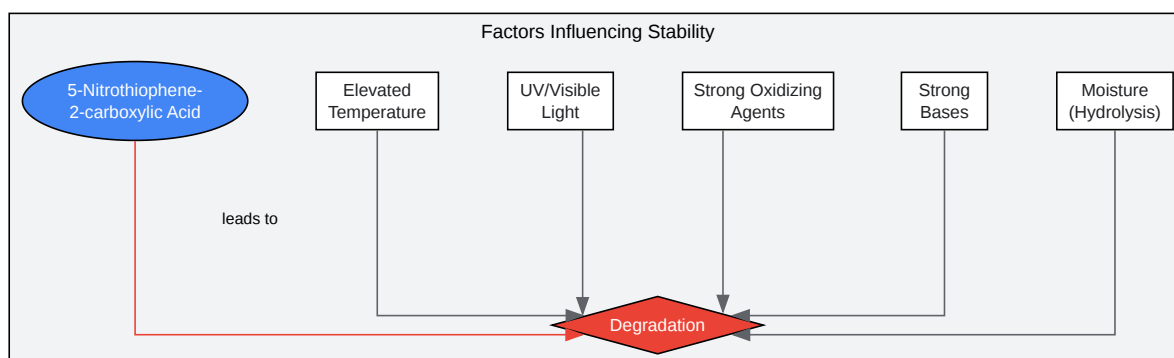 Factors Influencing Stability
5-Nitrothiophene-
2-carboxylic Acid
Elevated
Temperature
UV/Visible
Light
Strong Oxidizing
Agents
Strong
Bases
Moisture
(Hydrolysis)
leads to
Degradation